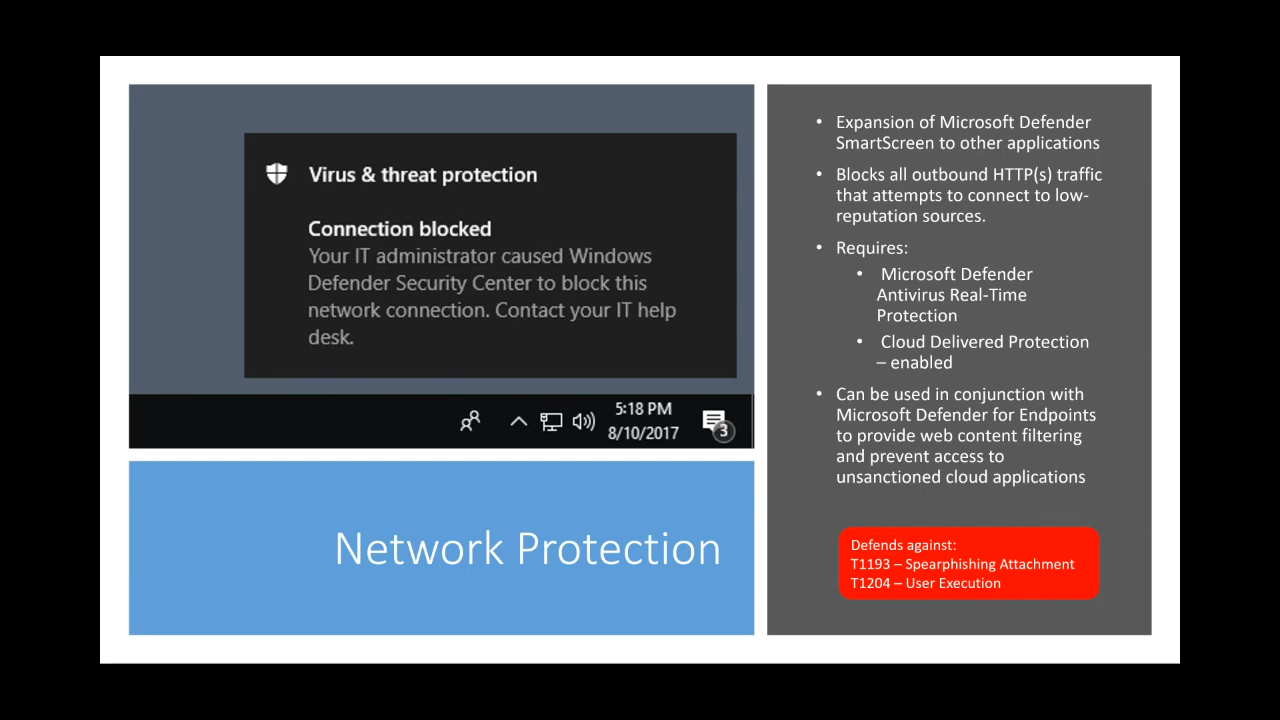 Virus & threat protection
Connection blocked
Your IT administrator caused Windows
Defender Security Center to block this
network connection. Contact your IT help
desk.
5:18 PM
8/10/2017
3
Network Protection
• Expansion of Microsoft Defender
SmartScreen to other applications
• Blocks all outbound HTTP(s) traffic
that attempts to connect to low-
reputation sources.
• Requires:
• Microsoft Defender
Antivirus Real-Time
Protection
• Cloud Delivered Protection
– enabled
• Can be used in conjunction with
Microsoft Defender for Endpoints
to provide web content filtering
and prevent access to
unsanctioned cloud applications
Defends against:
T1193 – Spearphishing Attachment
T1204 – User Execution